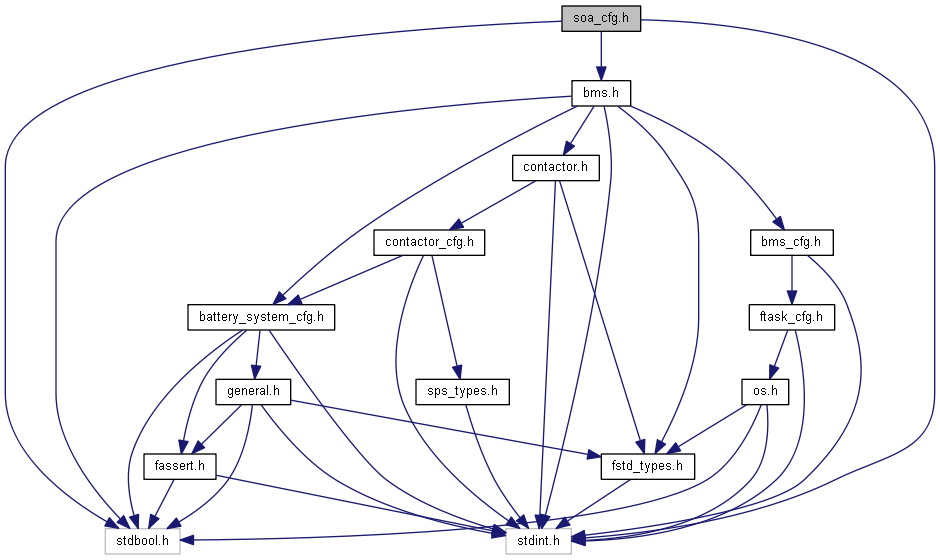 soa_cfg.h
bms.h
contactor.h
contactor_cfg.h
bms_cfg.h
battery_system_cfg.h
ftask_cfg.h
general.h
sps_types.h
os.h
fassert.h
fstd_types.h
stdbool.h
stdint.h